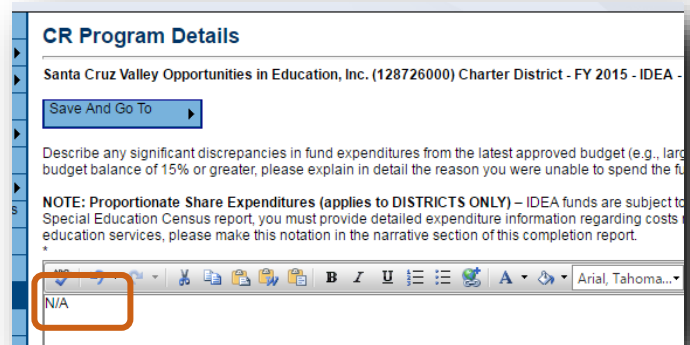 CR Program Details
Santa Cruz Valley Opportunities in Education, Inc. (128726000) Charter District - FY 2015 - IDEA -
Save And Go To
Describe any significant discrepancies in fund expenditures from the latest approved budget (e.g., larg
budget balance of 15% or greater, please explain in detail the reason you were unable to spend the fu
NOTE: Proportionate Share Expenditures (applies to DISTRICTS ONLY) – IDEA funds are subject to
Special Education Census report, you must provide detailed expenditure information regarding costs
education services, please make this notation in the narrative section of this completion report.
*
B I U A Arial, Tahoma...
N/A